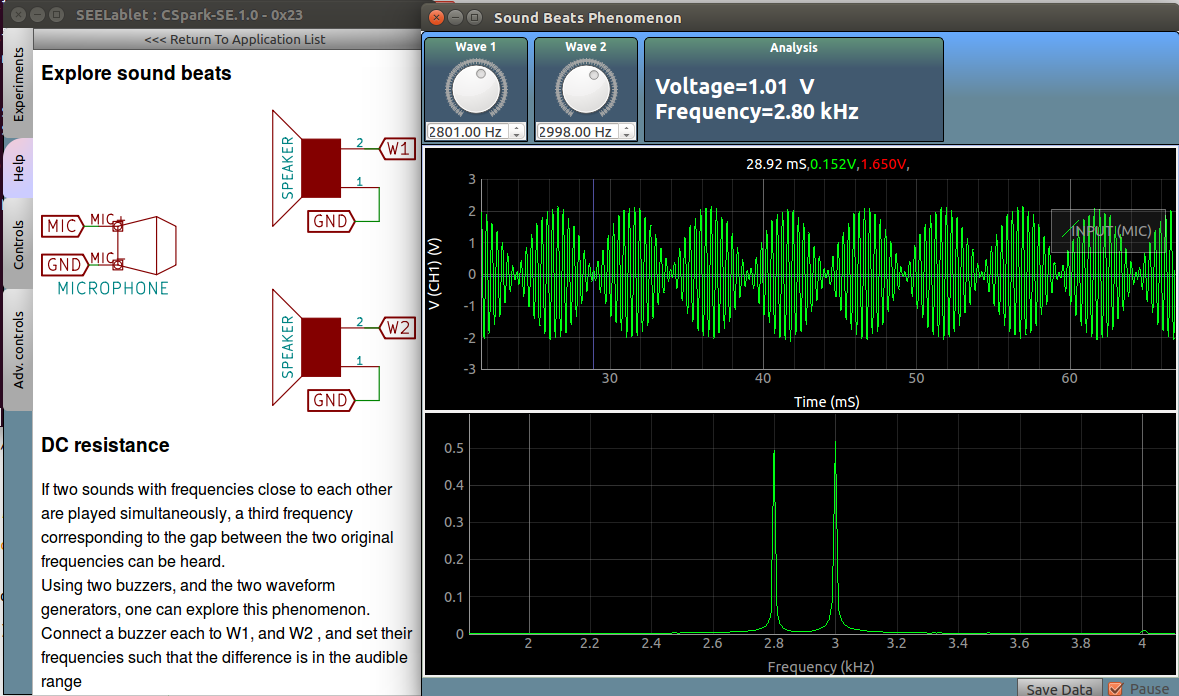 SEELablet : CSpark-SE.1.0 - 0x23
<<< Return To Application List
Experiments
Help
Controls
Adv. controls
Explore sound beats
SPEAKER
2
W1
1
GND
MIC
MIC
GND
MIC
MICROPHONE
SPEAKER
2
W2
1
GND
DC resistance
If two sounds with frequencies close to each other
are played simultaneously, a third frequency
corresponding to the gap between the two original
frequencies can be heard.
Using two buzzers, and the two waveform
generators, one can explore this phenomenon.
Connect a buzzer each to W1, and W2 , and set their
frequencies such that the difference is in the audible
range
Sound Beats Phenomenon
Wave 1
2801.00 Hz
Wave 2
2998.00 Hz
Analysis
Voltage=1.01 V
Frequency=2.80 kHz
28.92 mS,0.152V,1.650V,
INPUT!(MIC)
V (CH1) (V)
3
2
1
0
-1
-2
-3
30 40 50 60
Time (mS)
0.5
0.4
0.3
0.2
0.1
0
2 2.2 2.4 2.6 2.8 3 3.2 3.4 3.6 3.8 4
Frequency (kHz)
Save Data
Pause